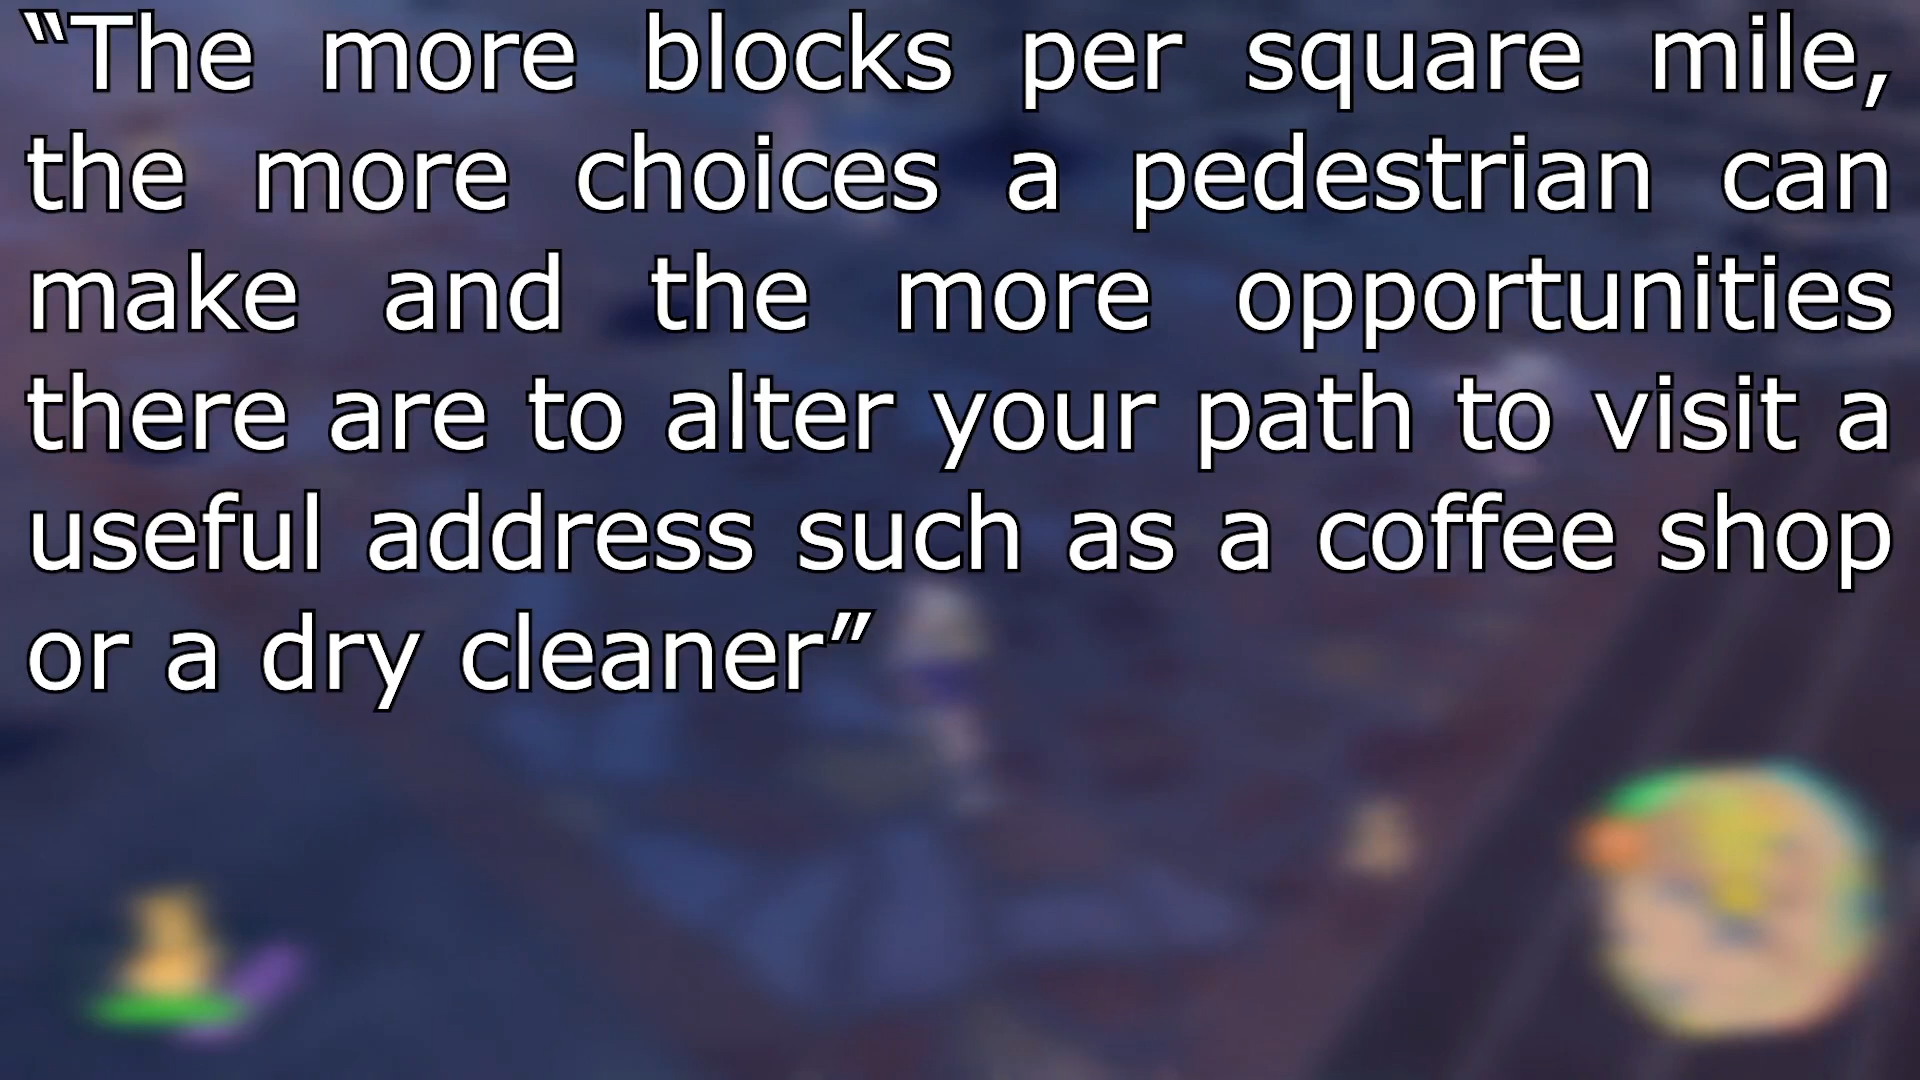 “The more blocks per square mile,
the more choices a pedestrian can
make and the more opportunities
there are to alter your path to visit a
useful address such as a coffee shop
or a dry cleaner”